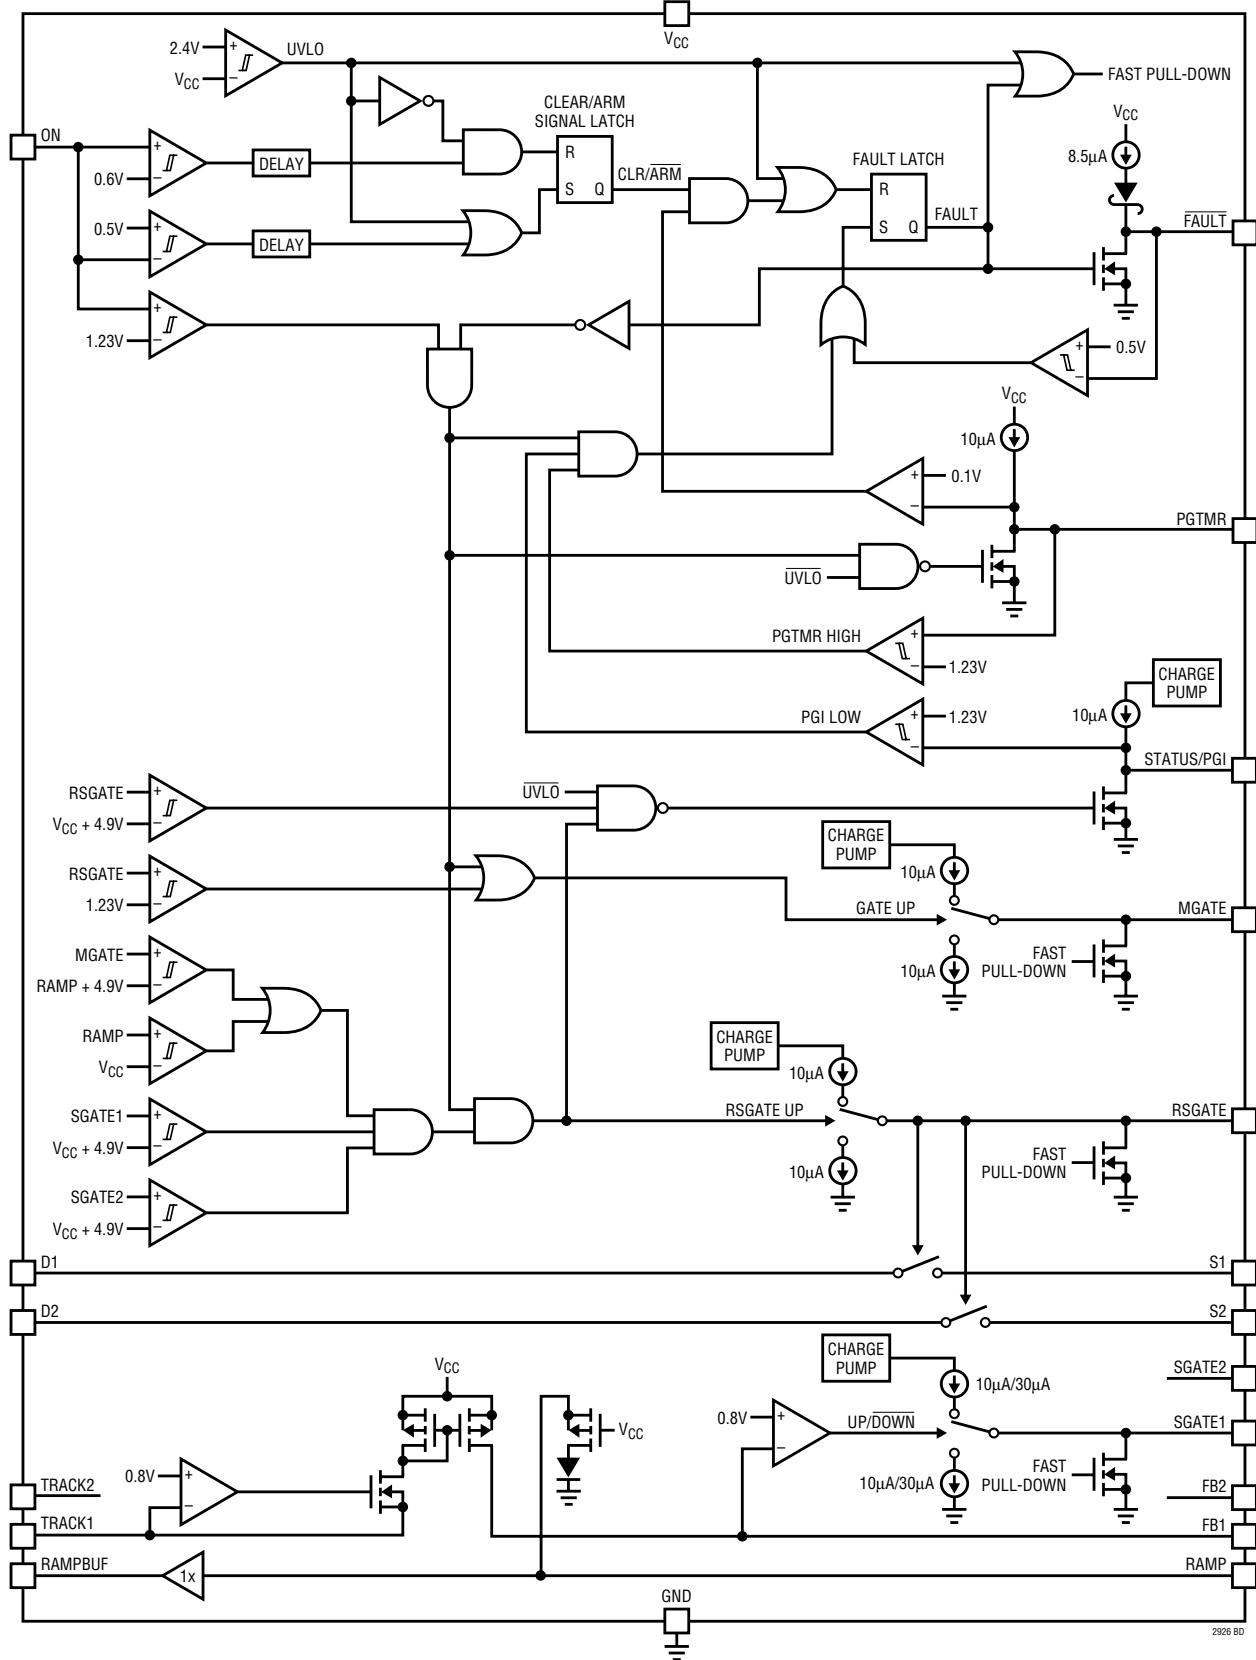 VCC
2.4V
VCC
UVLO
FAST PULL-DOWN
CLEAR/ARM
SIGNAL LATCH
VCC
8.5µA
ON
0.6V
DELAY
R
S
Q
CLR/ARM
FAULT LATCH
R
S
Q
FAULT
FAULT
0.5V
DELAY
1.23V
0.5V
VCC
10µA
0.1V
PGTMR
UVLO
PGTMR HIGH
1.23V
CHARGE
PUMP
10µA
PGI LOW
1.23V
STATUS/PGI
RSGATE
VCC + 4.9V
UVLO
CHARGE
PUMP
10µA
RSGATE
1.23V
GATE UP
MGATE
10µA
FAST
PULL-DOWN
MGATE
RAMP + 4.9V
RAMP
VCC
CHARGE
PUMP
10µA
SGATE1
VCC + 4.9V
RSGATE UP
RSGATE
10µA
FAST
PULL-DOWN
SGATE2
VCC + 4.9V
D1
S1
D2
S2
CHARGE
PUMP
10µA/30µA
SGATE2
VCC
VCC
0.8V
UP/DOWN
SGATE1
10µA/30µA
FAST
PULL-DOWN
0.8V
TRACK2
FB2
TRACK1
FB1
RAMPBUF
1x
RAMP
GND
2926 BD